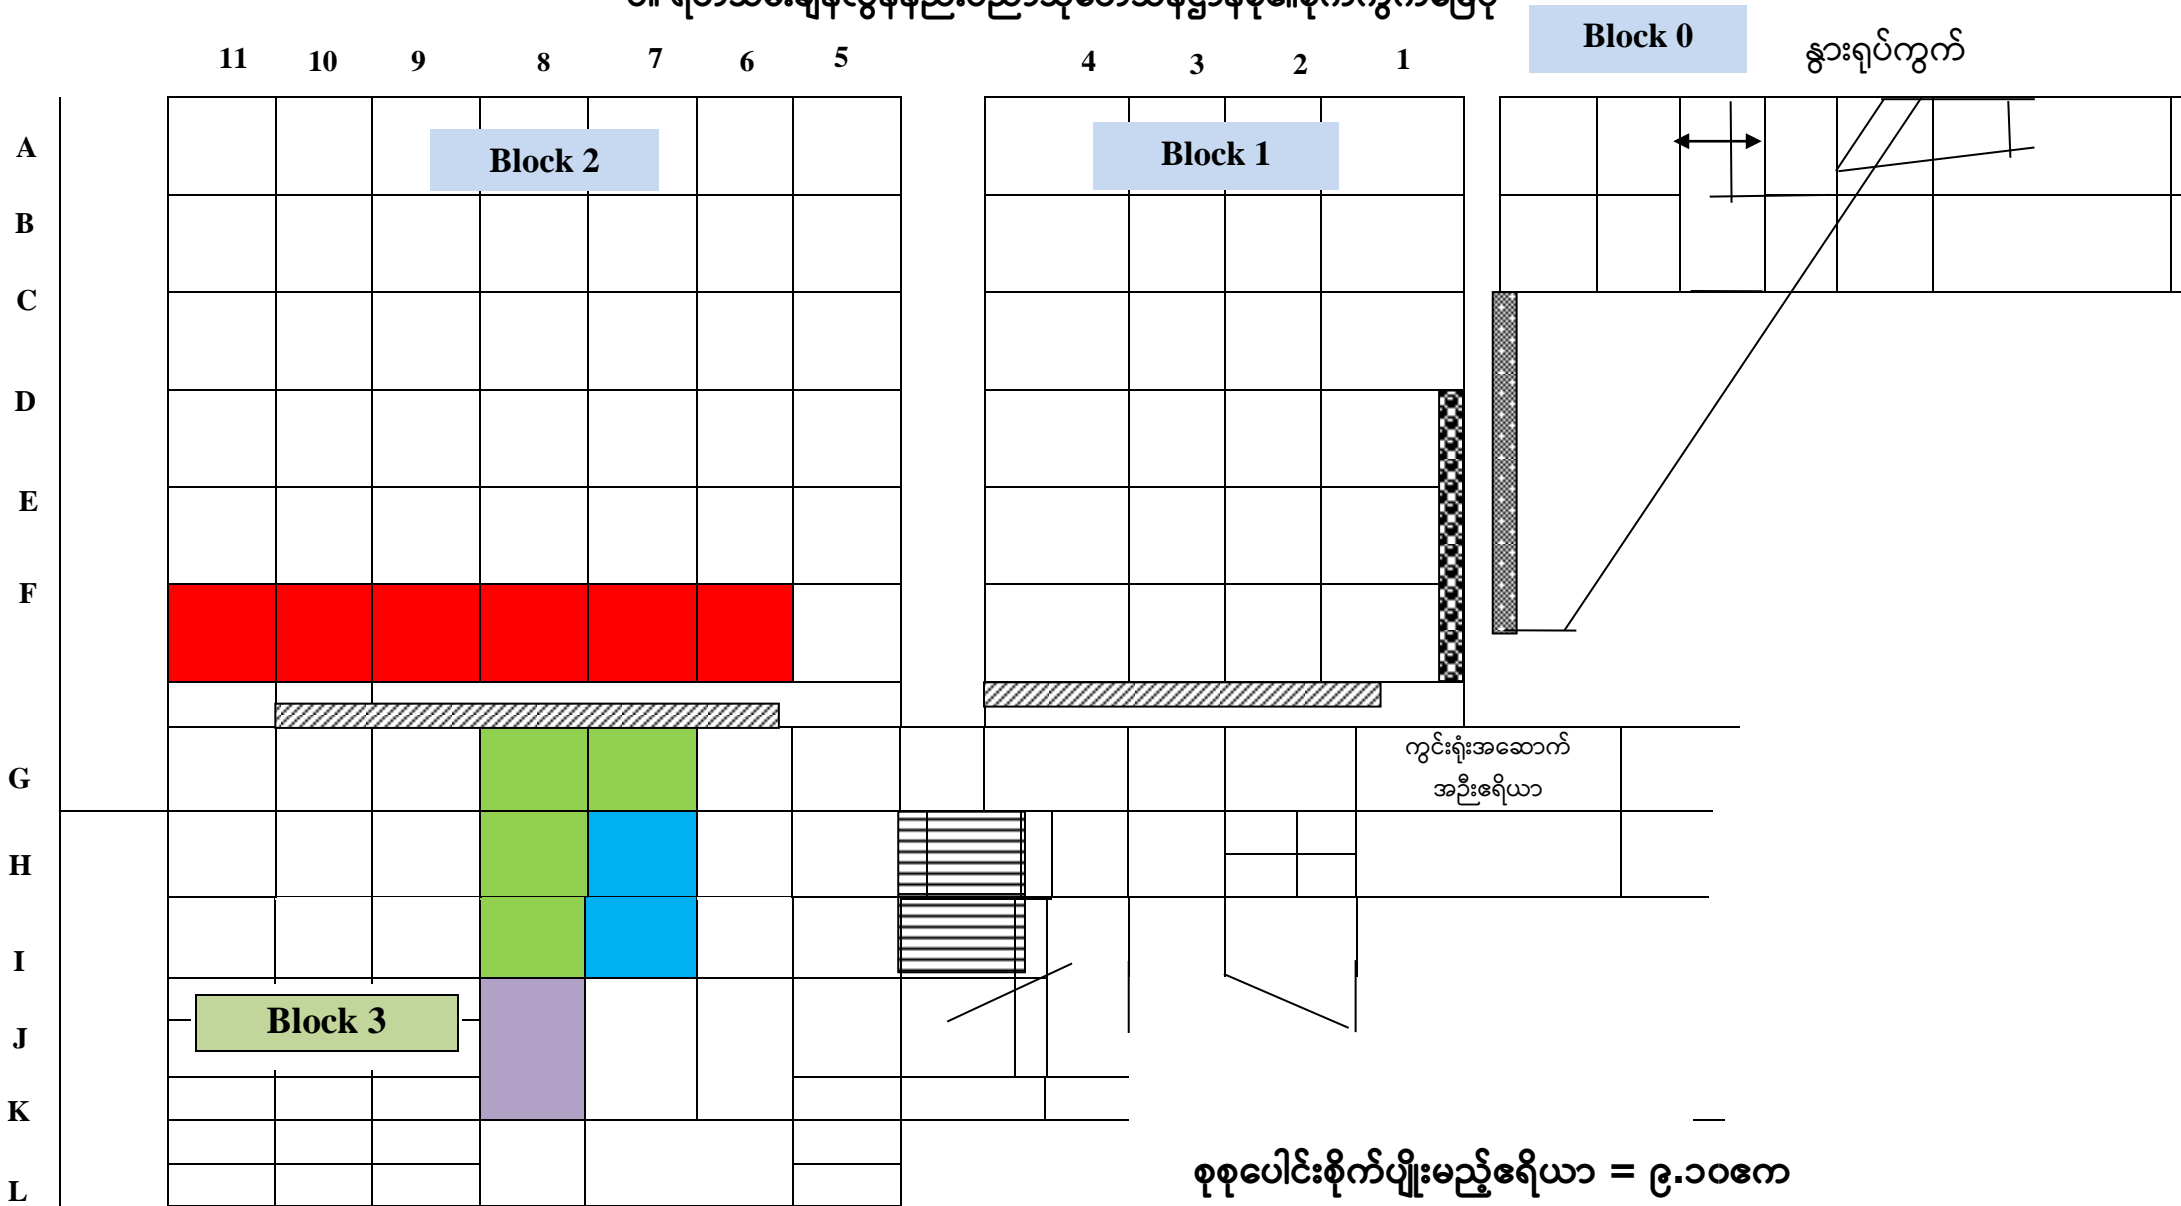 Block 0
နွားရုပ်ကွက်
11 10 9 8 7 6 5 4 3 2 1
A
Block 2
Block 1
B
C
D
E
F
G
ကွင်းရုံးအဆောက်
အဦးဧရိယာ
H
I
Block 3
J
K
စုစုပေါင်းစိုက်ပျိုးမည့်ဧရိယာ = ၉.၁၀ဧက
L